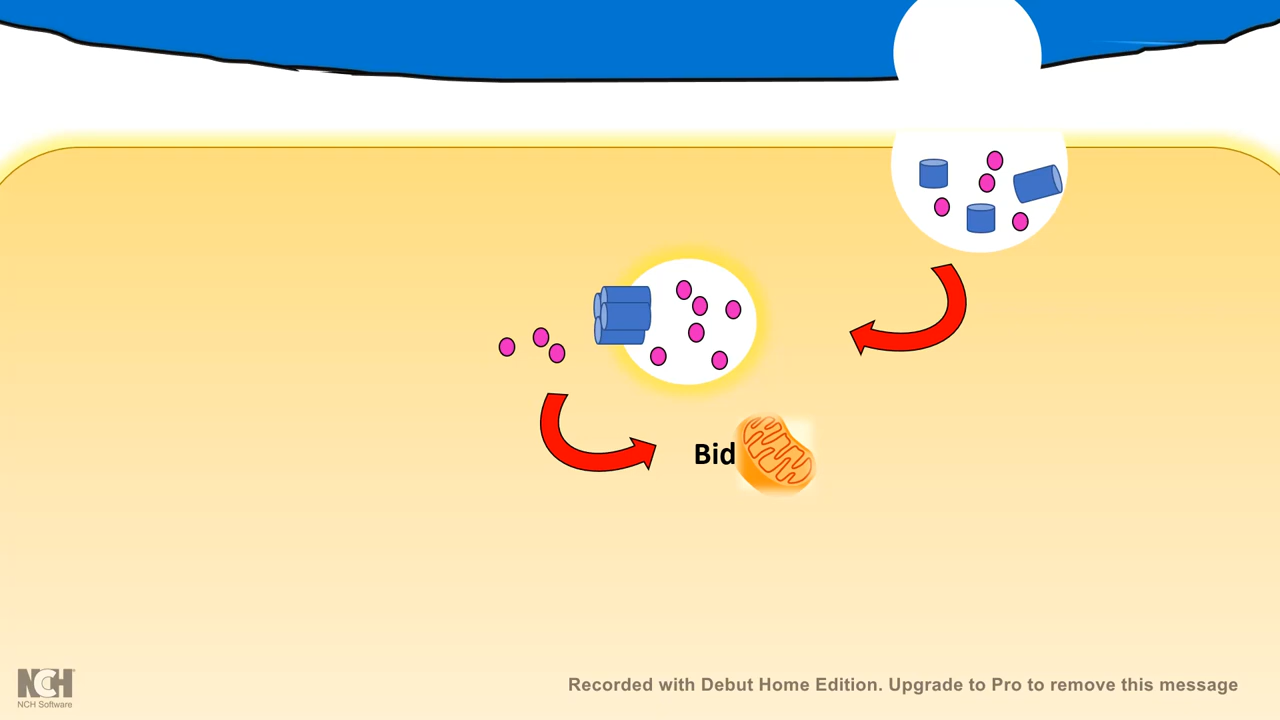 Bid
NCH
NCH Software
Recorded with Debut Home Edition. Upgrade to Pro to remove this message